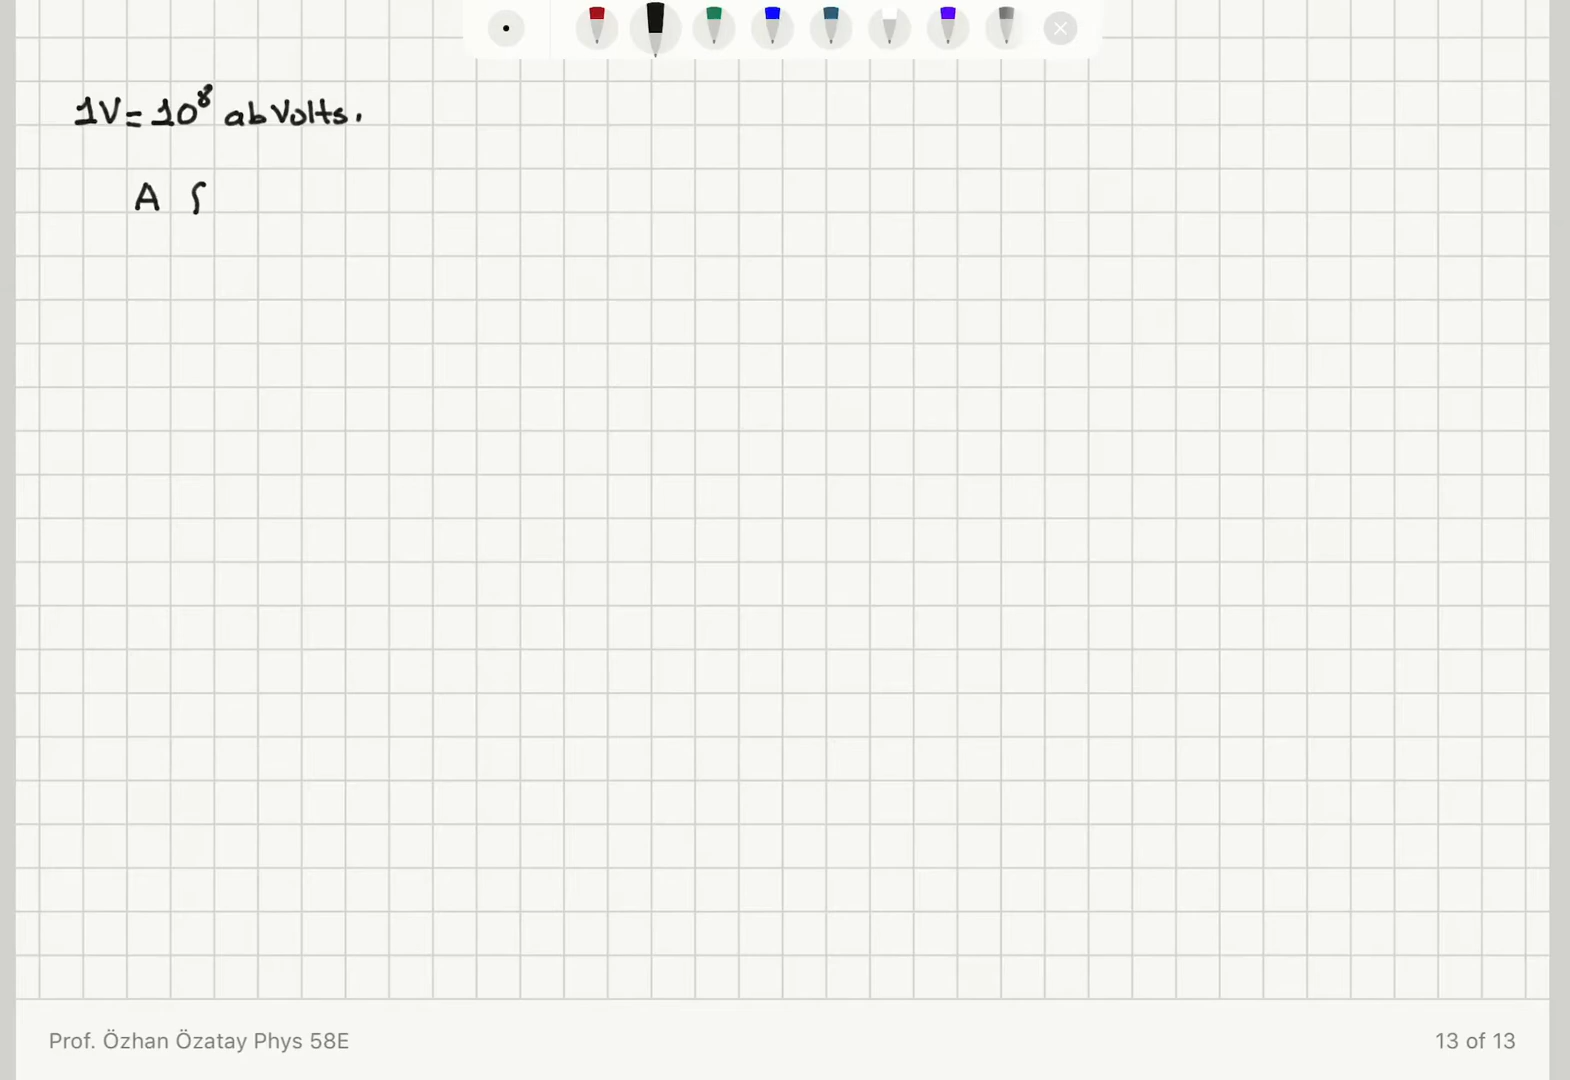 1V = 10⁸ abVolts.
A
Prof. Özhan Özatay Phys 58E
13 of 13